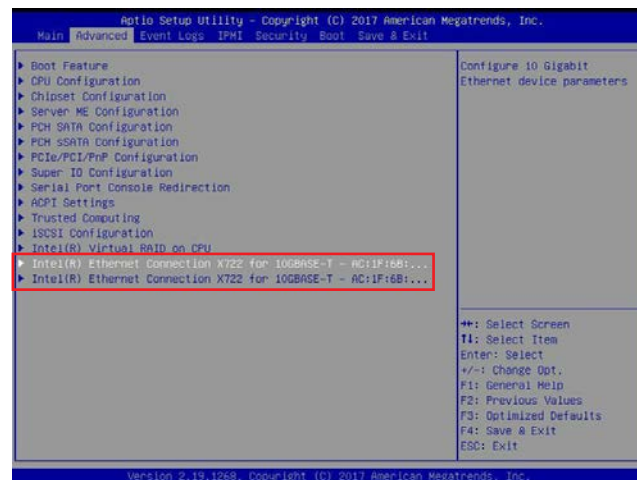 Aptio Setup Utility – Copyright (C) 2017 American Megatrends, Inc.
Main Advanced Event Logs IPMI Security Boot Save & Exit
Boot Feature
CPU Configuration
Chipset Configuration
Server ME Configuration
PCH SATA Configuration
PCH sSATA Configuration
PCIe/PCI/PnP Configuration
Super IO Configuration
Serial Port Console Redirection
ACPI Settings
Trusted Computing
iSCSI Configuration
Intel(R) Virtual RAID on CPU
Intel(R) Ethernet Connection X722 for 10GBASE-T – AC:1F:6B:...
Intel(R) Ethernet Connection X722 for 10GBASE-T – AC:1F:6B:...
Configure 10 Gigabit
Ethernet device parameters
→←: Select Screen
↑↓: Select Item
Enter: Select
+/-: Change Opt.
F1: General Help
F2: Previous Values
F3: Optimized Defaults
F4: Save & Exit
ESC: Exit
Version 2.19.1268. Copyright (C) 2017 American Megatrends, Inc.